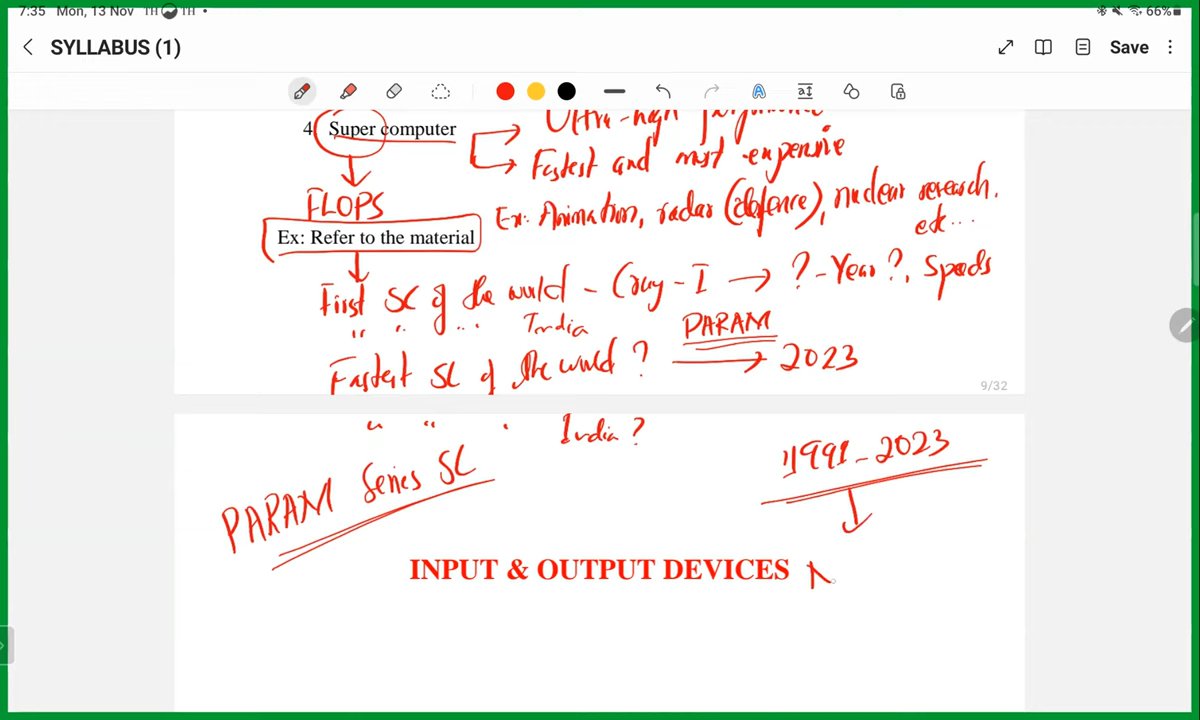 7:35 Mon, 13 Nov TH TH •
66%
SYLLABUS (1)
Save
4 Super computer
Ultra-high performance
Fastest and most expensive
FLOPS
Ex: Animation, radar (defence), nuclear research.
etc...
Ex: Refer to the material
First SC of the world - Cray-I → ? - Year?, Speeds
" " " India
PARAM
Fastest SC of the world? → 2023
9/32
" " " India?
1991-2023
PARAM Series SC
INPUT & OUTPUT DEVICES